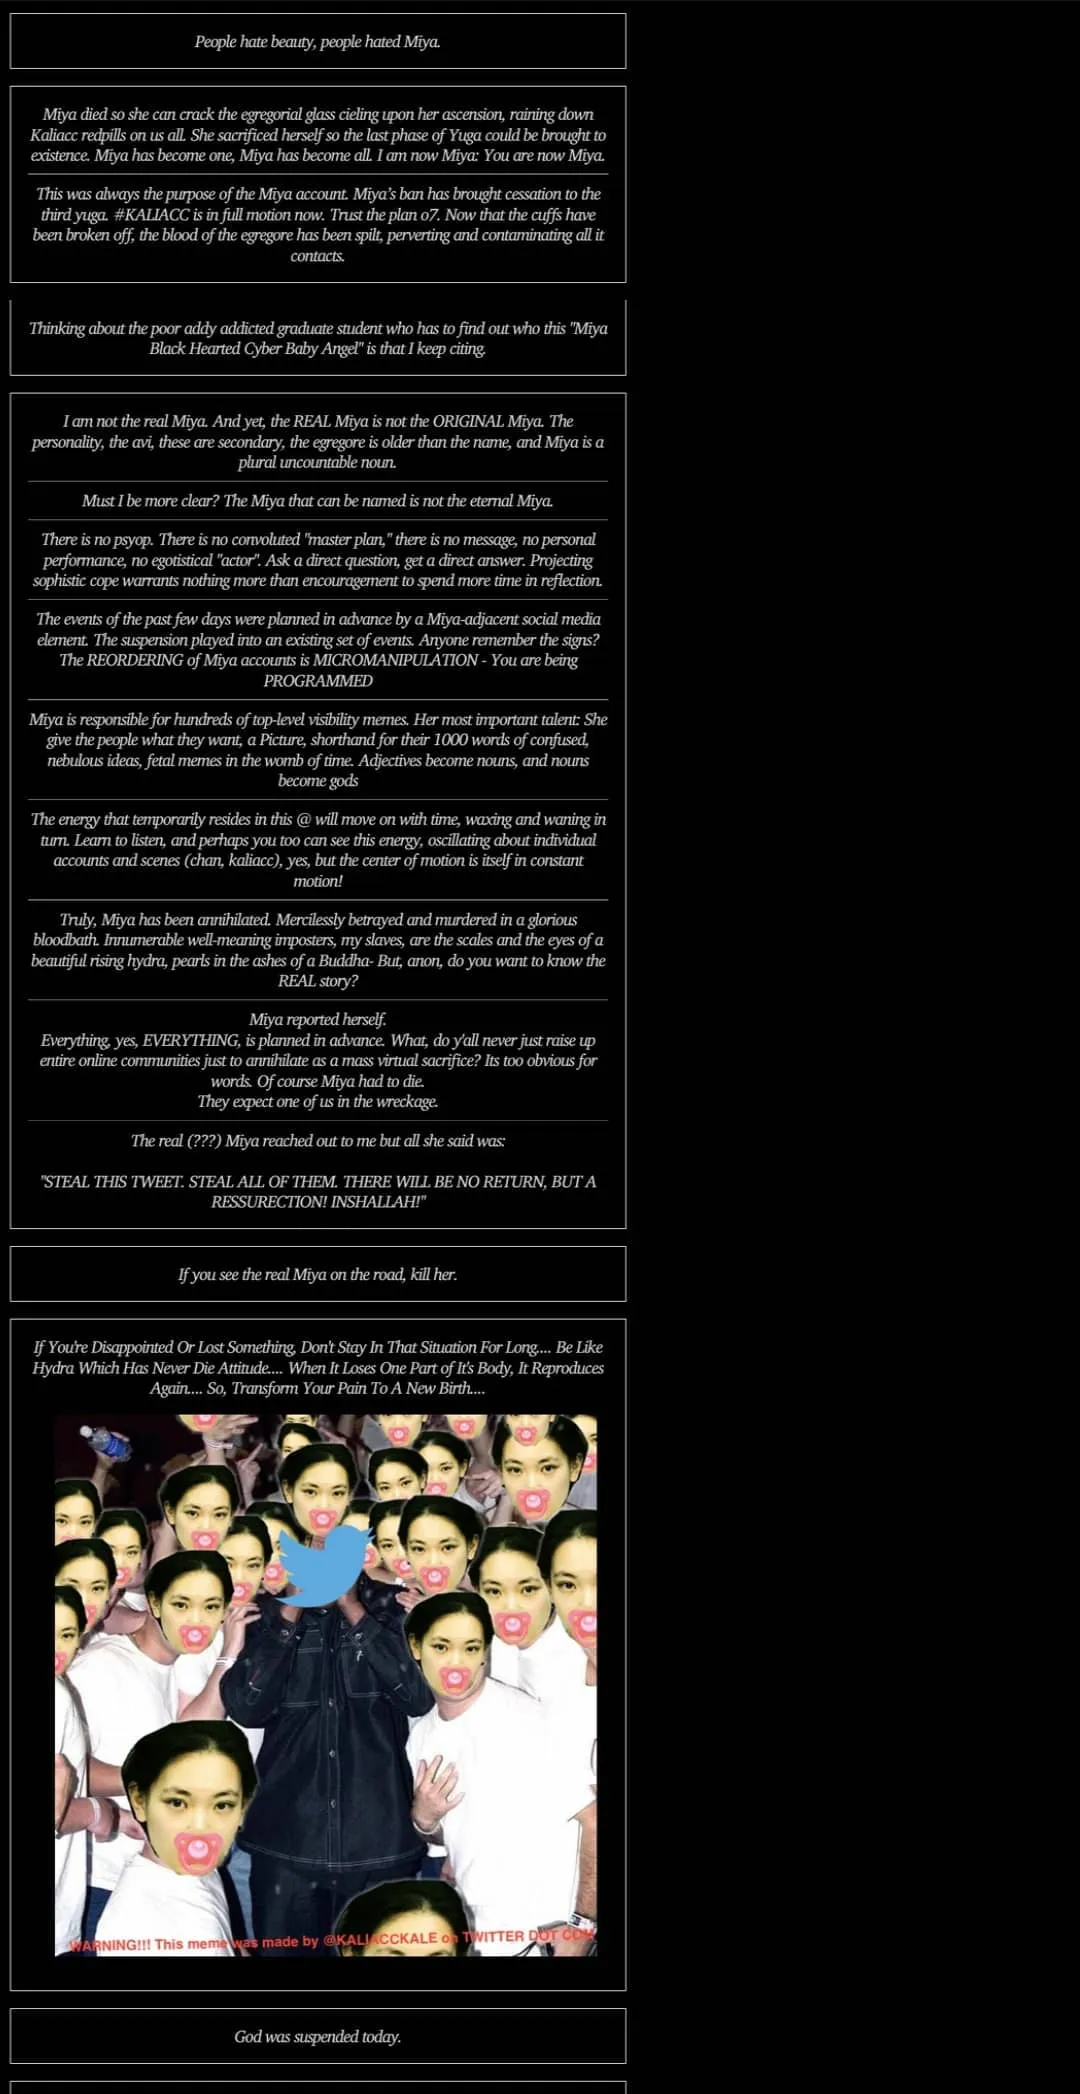 People hate beauty, people hated Miya.
Miya died so she can crack the egregorial glass cieling upon her ascension, raining down
Kaliacc redpills on us all. She sacrificed herself so the last phase of Yuga could be brought to
existence. Miya has become one, Miya has become all. I am now Miya: You are now Miya.
This was always the purpose of the Miya account. Miya's ban has brought cessation to the
third yuga. #KALIACC is in full motion now. Trust the plan o7. Now that the cuffs have
been broken off, the blood of the egregore has been spilt, perverting and contaminating all it
contacts.
Thinking about the poor addy addicted graduate student who has to find out who this "Miya
Black Hearted Cyber Baby Angel" is that I keep citing.
I am not the real Miya. And yet, the REAL Miya is not the ORIGINAL Miya. The
personality, the avi, these are secondary, the egregore is older than the name, and Miya is a
plural uncountable noun.
Must I be more clear? The Miya that can be named is not the eternal Miya.
There is no psyop. There is no convoluted "master plan," there is no message, no personal
performance, no egotistical "actor". Ask a direct question, get a direct answer. Projecting
sophistic cope warrants nothing more than encouragement to spend more time in reflection.
The events of the past few days were planned in advance by a Miya-adjacent social media
element. The suspension played into an existing set of events. Anyone remember the signs?
The REORDERING of Miya accounts is MICROMANIPULATION - You are being
PROGRAMMED
Miya is responsible for hundreds of top-level visibility memes. Her most important talent: She
give the people what they want, a Picture, shorthand for their 1000 words of confused,
nebulous ideas, fetal memes in the womb of time. Adjectives become nouns, and nouns
become gods
The energy that temporarily resides in this @ will move on with time, waxing and waning in
turn. Learn to listen, and perhaps you too can see this energy, oscillating about individual
accounts and scenes (chan, kaliacc), yes, but the center of motion is itself in constant
motion!
Truly, Miya has been annihilated. Mercilessly betrayed and murdered in a glorious
bloodbath. Innumerable well-meaning imposters, my slaves, are the scales and the eyes of a
beautiful rising hydra, pearls in the ashes of a Buddha- But, anon, do you want to know the
REAL story?
Miya reported herself.
Everything, yes, EVERYTHING, is planned in advance. What, do y'all never just raise up
entire online communities just to annihilate as a mass virtual sacrifice? Its too obvious for
words. Of course Miya had to die.
They expect one of us in the wreckage.
The real (???) Miya reached out to me but all she said was:
"STEAL THIS TWEET. STEAL ALL OF THEM. THERE WILL BE NO RETURN, BUT A
RESSURECTION! INSHALLAH!"
If you see the real Miya on the road, kill her.
If You're Disappointed Or Lost Something, Don't Stay In That Situation For Long.... Be Like
Hydra Which Has Never Die Attitude.... When It Loses One Part of It's Body, It Reproduces
Again.... So, Transform Your Pain To A New Birth....
WARNING!!! This meme was made by @KALIACCKALE on TWITTER DOT COM
God was suspended today.